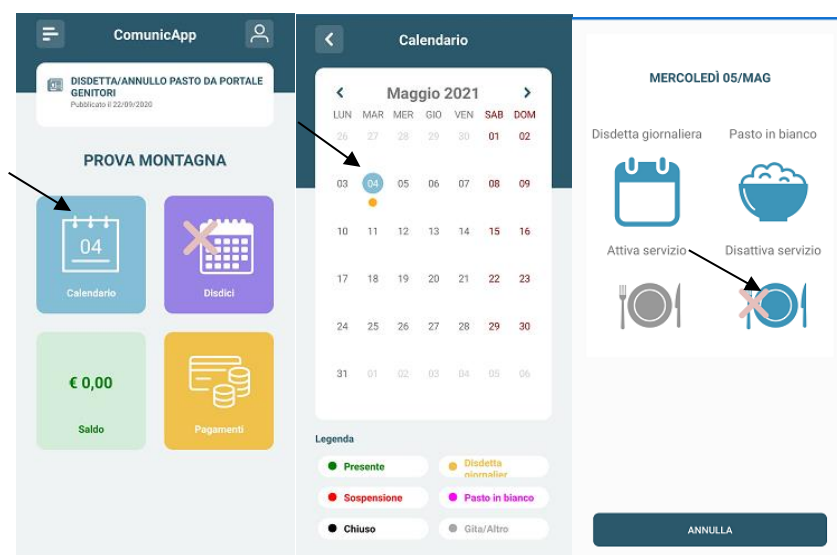 ComunicApp
DISDETTA/ANNULLO PASTO DA PORTALE
GENITORI
Pubblicato il 22/09/2020
PROVA MONTAGNA
04
Calendario
Disdici
€ 0,00
Saldo
Pagamenti
Calendario
Maggio 2021
LUN MAR MER GIO VEN SAB DOM
26 27 28 29 30 01 02
03 04 05 06 07 08 09
10 11 12 13 14 15 16
17 18 19 20 21 22 23
24 25 26 27 28 29 30
31 01 02 03 04 05 06
Legenda
Presente
Disdetta
giornalier
Sospensione
Pasto in bianco
Chiuso
Gita/Altro
MERCOLEDÌ 05/MAG
Disdetta giornaliera
Pasto in bianco
Attiva servizio
Disattiva servizio
ANNULLA